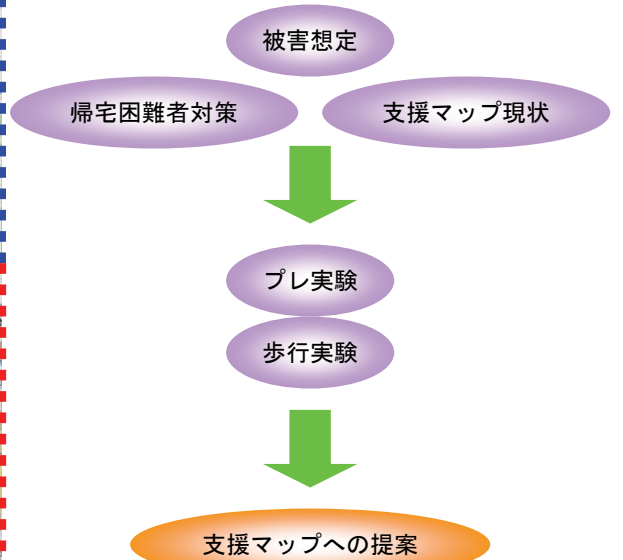 被害想定
帰宅困難者対策
支援マップ現状
プレ実験
歩行実験
支援マップへの提案